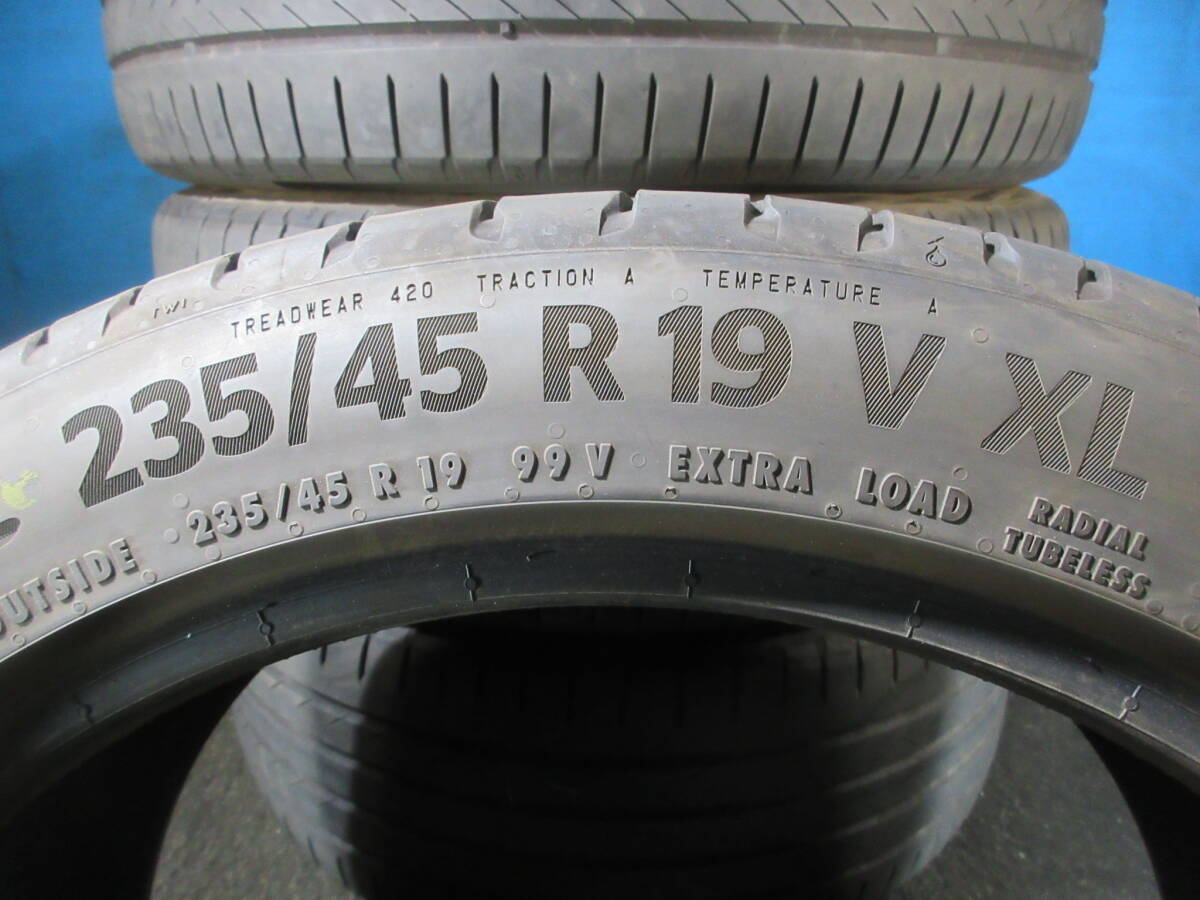 TWI
TREADWEAR 420 TRACTION A TEMPERATURE A
235/45 R 19 V XL
OUTSIDE 235/45 R 19 99 V EXTRA LOAD RADIAL TUBELESS